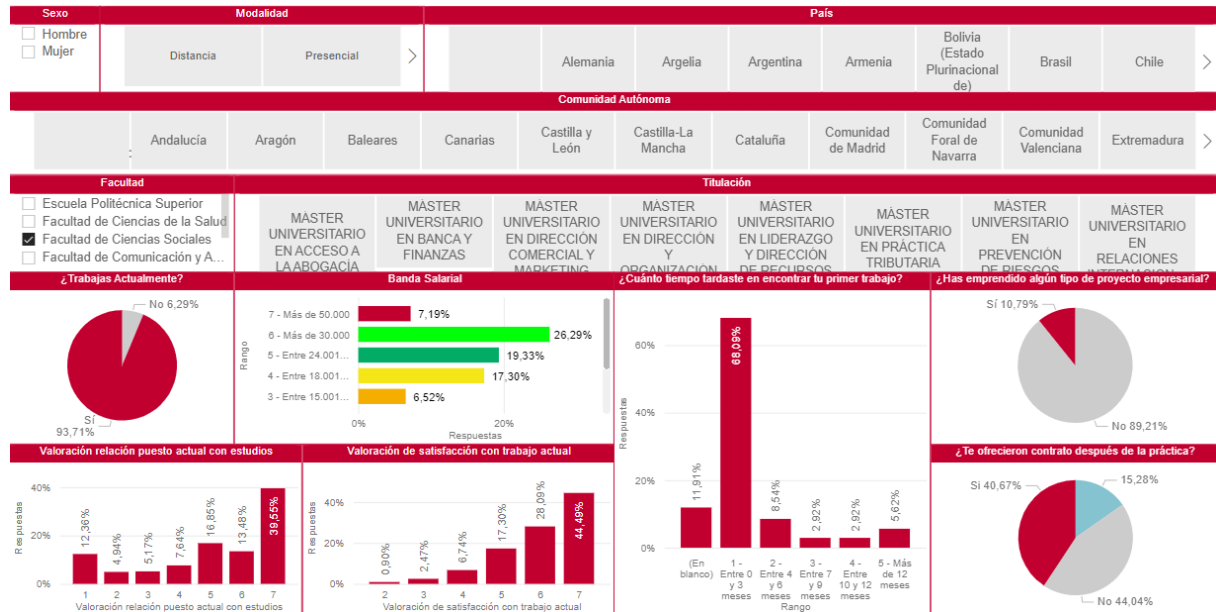 Sexo
Modalidad
País
Hombre
Mujer
Distancia
Presencial
Alemania
Argelia
Argentina
Armenia
Bolivia
(Estado
Plurinacional
de)
Brasil
Chile
Comunidad Autónoma
Andalucía
Aragón
Baleares
Canarias
Castilla y
León
Castilla-La
Mancha
Cataluña
Comunidad
de Madrid
Comunidad
Foral de
Navarra
Comunidad
Valenciana
Extremadura
Facultad
Titulación
Escuela Politécnica Superior
Facultad de Ciencias de la Salud
Facultad de Ciencias Sociales
Facultad de Comunicación y A...
MÁSTER
UNIVERSITARIO
EN ACCESO A
LA ABOGACÍA
MÁSTER
UNIVERSITARIO
EN BANCA Y
FINANZAS
MÁSTER
UNIVERSITARIO
EN DIRECCIÓN
COMERCIAL Y
MARKETING
MÁSTER
UNIVERSITARIO
EN DIRECCIÓN
Y
ORGANIZACIÓN
MÁSTER
UNIVERSITARIO
EN LIDERAZGO
Y DIRECCIÓN
DE RECURSOS
MÁSTER
UNIVERSITARIO
EN PRÁCTICA
TRIBUTARIA
MÁSTER
UNIVERSITARIO
EN
PREVENCIÓN
DE RIESGOS
MÁSTER
UNIVERSITARIO
EN
RELACIONES
¿Trabajas Actualmente?
No 6,29%
Sí
93,71%
Banda Salarial
Rango
7 - Más de 50.000
7,19%
6 - Más de 30.000
26,29%
5 - Entre 24.001...
19,33%
4 - Entre 18.001...
17,30%
3 - Entre 15.001...
6,52%
0%
20%
Respuestas
¿Cuánto tiempo tardaste en encontrar tu primer trabajo?
Respuestas
60%
40%
20%
0%
11,91%
68,09%
8,54%
2,92%
2,92%
5,62%
(En
blanco)
1 -
Entre 0
y 3
meses
2 -
Entre 4
y 6
meses
3 -
Entre 7
y 9
meses
4 -
Entre
10 y 12
meses
5 - Más
de 12
meses
Rango
¿Has emprendido algún tipo de proyecto empresarial?
Sí 10,79%
No 89,21%
Valoración relación puesto actual con estudios
Respuestas
40%
20%
0%
12,36%
4,94%
5,17%
7,64%
16,85%
13,48%
39,55%
1
2
3
4
5
6
7
Valoración relación puesto actual con estudios
Valoración de satisfacción con trabajo actual
Respuestas
40%
20%
0%
0,90%
2,47%
6,74%
17,30%
28,09%
44,49%
2
3
4
5
6
7
Valoración de satisfacción con trabajo actual
¿Te ofrecieron contrato después de la práctica?
Si 40,67%
15,28%
No 44,04%